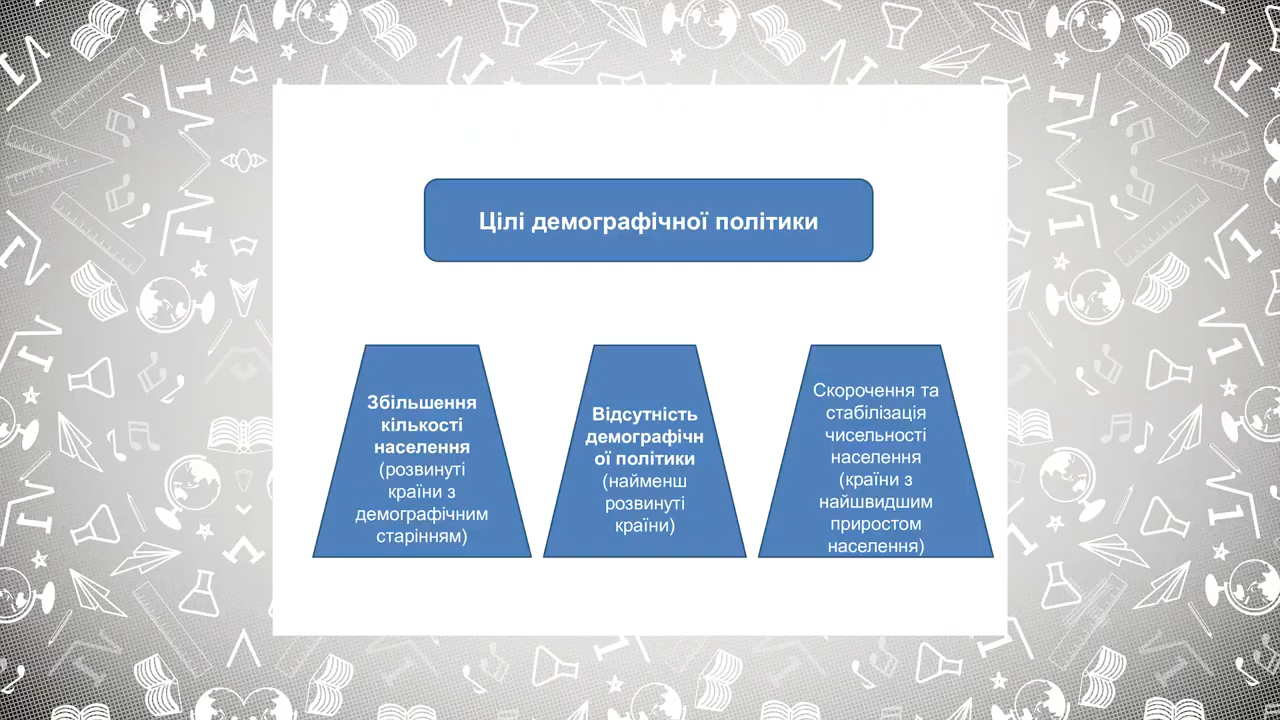 Цілі демографічної політики
Збільшення
кількості
населення
(розвинуті
країни з
демографічним
старінням)
Відсутність
демографічн
ої політики
(найменш
розвинуті
країни)
Скорочення та
стабілізація
чисельності
населення
(країни з
найшвидшим
приростом
населення)